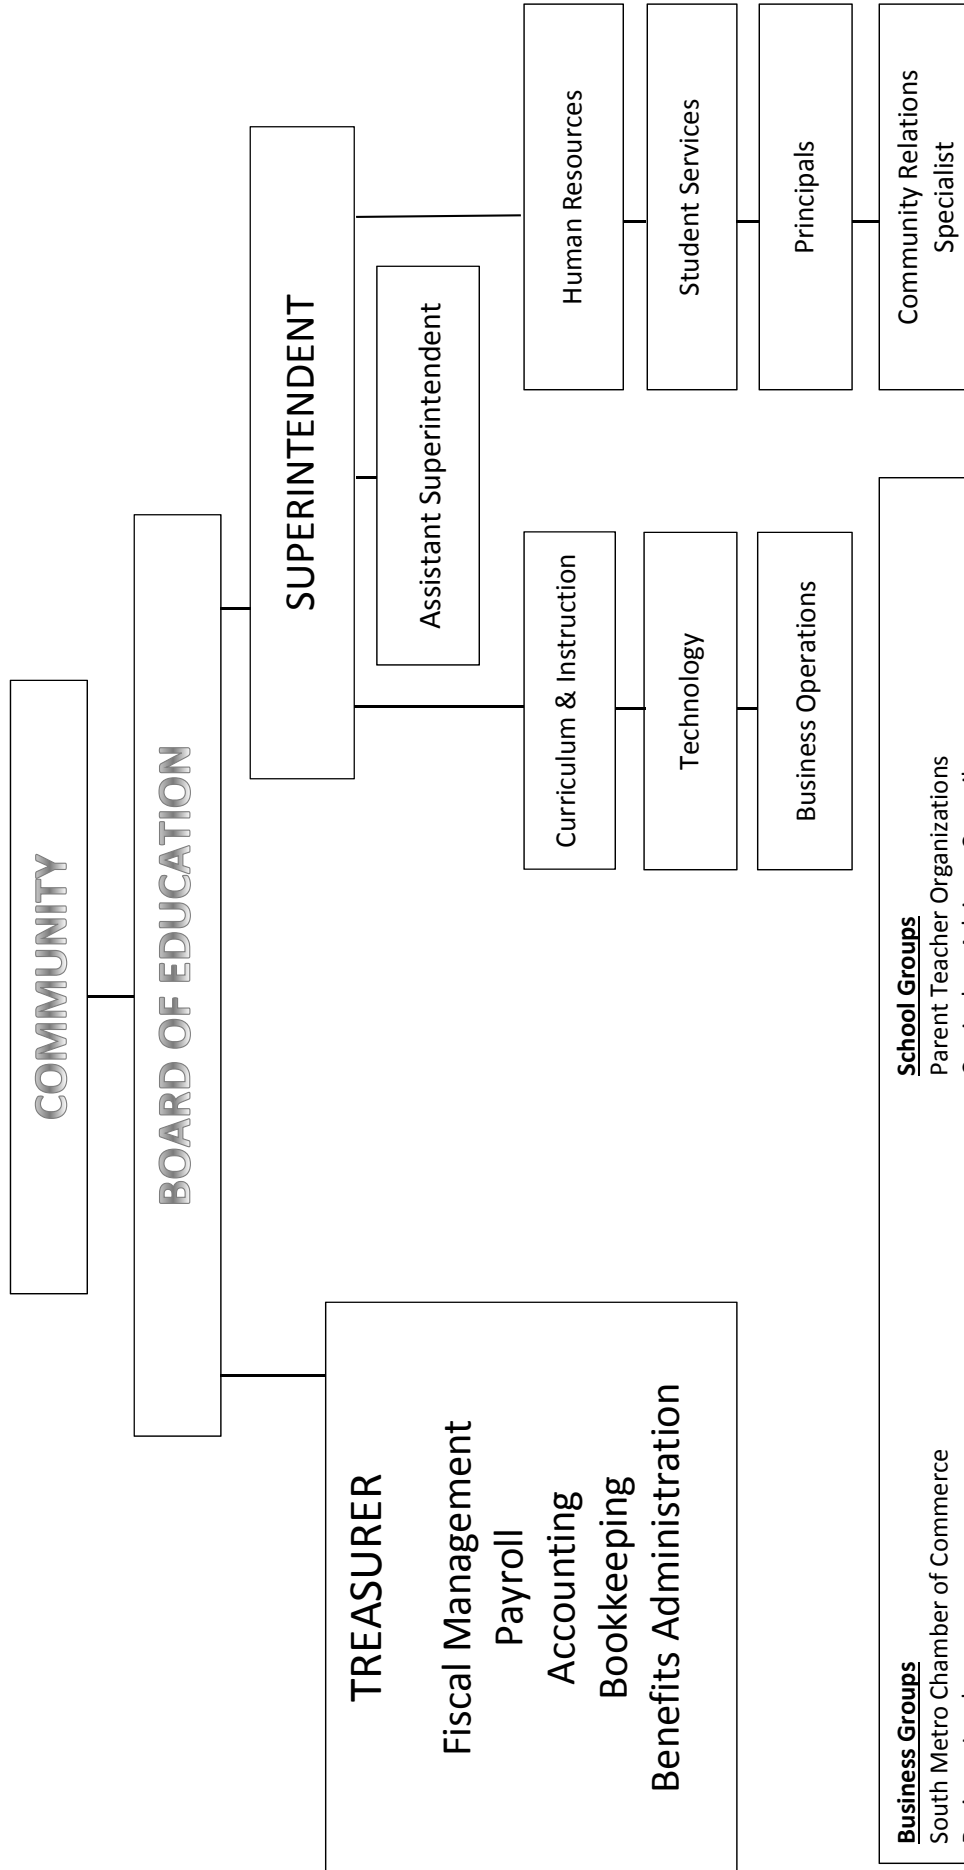 COMMUNITY
BOARD OF EDUCATION
TREASURER
Fiscal Management
Payroll
Accounting
Bookkeeping
Benefits Administration
SUPERINTENDENT
Assistant Superintendent
Curriculum & Instruction
Technology
Business Operations
Human Resources
Student Services
Principals
Community Relations
Specialist
Business Groups
South Metro Chamber of Commerce
School Groups
Parent Teacher Organizations